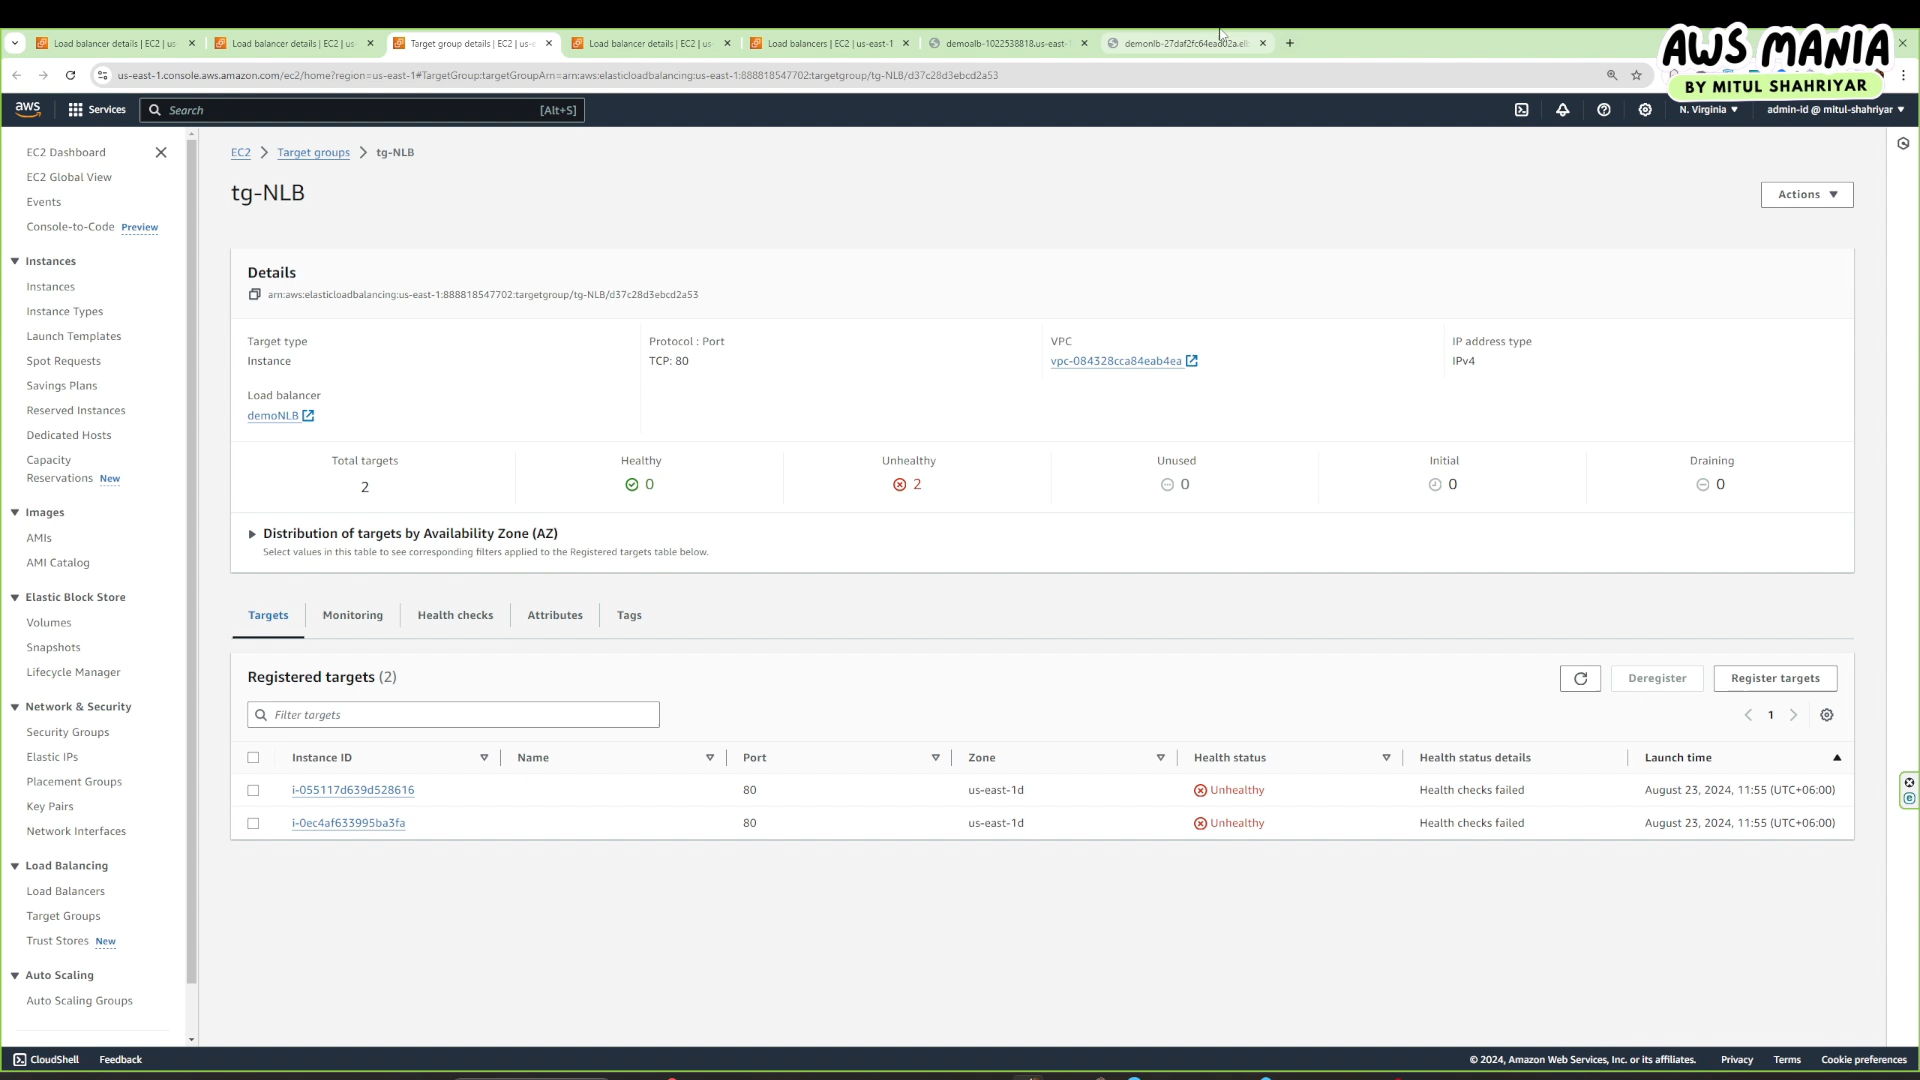 Load balancer details | EC2 | us-
Load balancer details | EC2 | us-
Target group details | EC2 | us-e
Load balancer details | EC2 | us-
Load balancers | EC2 | us-east-1
demoalb-1022538818.us-east-
demonlb-27daf2fc64ead02a.elb
AWS MANIA
BY MITUL SHAHRIYAR
us-east-1.console.aws.amazon.com/ec2/home?region=us-east-1#TargetGroup:targetGroupArn=arn:aws:elasticloadbalancing:us-east-1:888818547702:targetgroup/tg-NLB/d37c28d3ebcd2a53
aws
Services
Search
[Alt+S]
N. Virginia
admin-id @ mitul-shahriyar
EC2 Dashboard
EC2 Global View
Events
Console-to-Code Preview
Instances
Instances
Instance Types
Launch Templates
Spot Requests
Savings Plans
Reserved Instances
Dedicated Hosts
Capacity
Reservations New
Images
AMIs
AMI Catalog
Elastic Block Store
Volumes
Snapshots
Lifecycle Manager
Network & Security
Security Groups
Elastic IPs
Placement Groups
Key Pairs
Network Interfaces
Load Balancing
Load Balancers
Target Groups
Trust Stores New
Auto Scaling
Auto Scaling Groups
EC2 > Target groups > tg-NLB
tg-NLB
Actions
Details
arn:aws:elasticloadbalancing:us-east-1:888818547702:targetgroup/tg-NLB/d37c28d3ebcd2a53
Target type
Instance
Protocol : Port
TCP: 80
VPC
vpc-084328cca84eab4ea
IP address type
IPv4
Load balancer
demoNLB
Total targets
2
Healthy
0
Unhealthy
2
Unused
0
Initial
0
Draining
0
Distribution of targets by Availability Zone (AZ)
Select values in this table to see corresponding filters applied to the Registered targets table below.
Targets
Monitoring
Health checks
Attributes
Tags
Registered targets (2)
Deregister
Register targets
Filter targets
1
Instance ID Name Port Zone Health status Health status details Launch time
i-055117d639d528616 80 us-east-1d Unhealthy Health checks failed August 23, 2024, 11:55 (UTC+06:00)
i-0ec4af633995ba3fa 80 us-east-1d Unhealthy Health checks failed August 23, 2024, 11:55 (UTC+06:00)
CloudShell
Feedback
© 2024, Amazon Web Services, Inc. or its affiliates.
Privacy
Terms
Cookie preferences